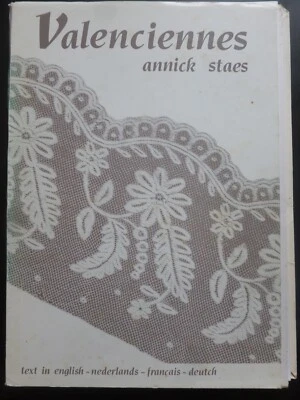 Valenciennes
annick staes
text in english - nederlands - français - deutch